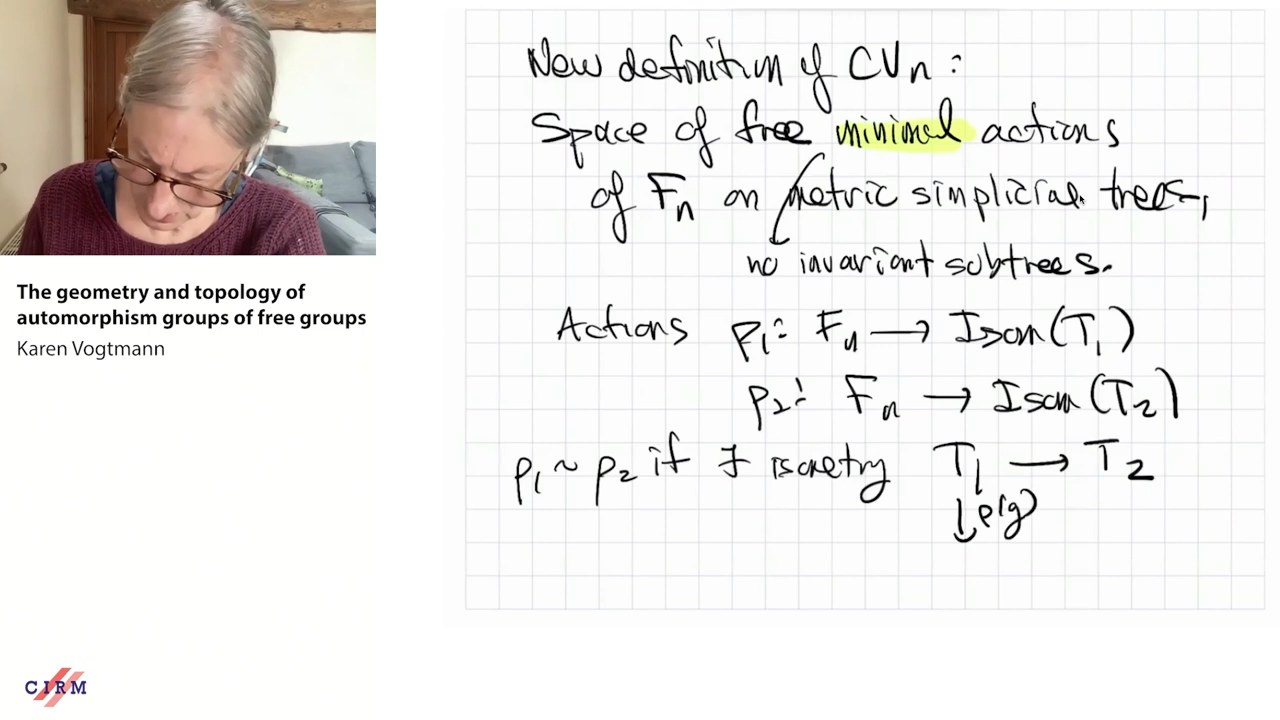 New definition of CVn :
Space of free minimal actions
of Fn on metric simplicial trees,
no invariant subtrees.
Actions ρ1: Fn → Isom(T1)
ρ2: Fn → Isom(T2)
ρ1 ~ ρ2 if ∃ isometry T1 → T2
↓ρ(g)
The geometry and topology of
automorphism groups of free groups
Karen Vogtmann
CIRM